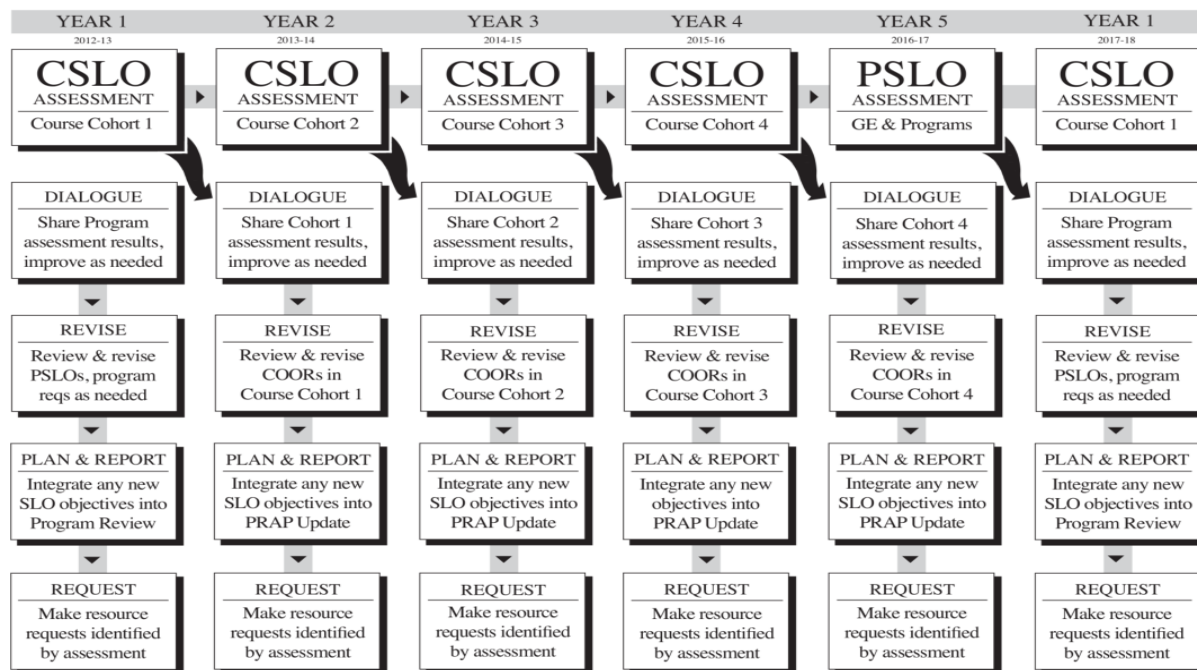 YEAR 1 YEAR 2 YEAR 3 YEAR 4 YEAR 5 YEAR 1
2012-13 2013-14 2014-15 2015-16 2016-17 2017-18
CSLO
ASSESSMENT
Course Cohort 1
CSLO
ASSESSMENT
Course Cohort 2
CSLO
ASSESSMENT
Course Cohort 3
CSLO
ASSESSMENT
Course Cohort 4
PSLO
ASSESSMENT
GE & Programs
CSLO
ASSESSMENT
Course Cohort 1
DIALOGUE
Share Program
assessment results,
improve as needed
DIALOGUE
Share Cohort 1
assessment results,
improve as needed
DIALOGUE
Share Cohort 2
assessment results,
improve as needed
DIALOGUE
Share Cohort 3
assessment results,
improve as needed
DIALOGUE
Share Cohort 4
assessment results,
improve as needed
DIALOGUE
Share Program
assessment results,
improve as needed
REVISE
Review & revise
PSLOs, program
reqs as needed
REVISE
Review & revise
COORs in
Course Cohort 1
REVISE
Review & revise
COORs in
Course Cohort 2
REVISE
Review & revise
COORs in
Course Cohort 3
REVISE
Review & revise
COORs in
Course Cohort 4
REVISE
Review & revise
PSLOs, program
reqs as needed
PLAN & REPORT
Integrate any new
SLO objectives into
Program Review
PLAN & REPORT
Integrate any new
SLO objectives into
PRAP Update
PLAN & REPORT
Integrate any new
SLO objectives into
PRAP Update
PLAN & REPORT
Integrate any new
objectives into
PRAP Update
PLAN & REPORT
Integrate any new
SLO objectives into
PRAP Update
PLAN & REPORT
Integrate any new
SLO objectives into
Program Review
REQUEST
Make resource
requests identified
by assessment
REQUEST
Make resource
requests identified
by assessment
REQUEST
Make resource
requests identified
by assessment
REQUEST
Make resource
requests identified
by assessment
REQUEST
Make resource
requests identified
by assessment
REQUEST
Make resource
requests identified
by assessment